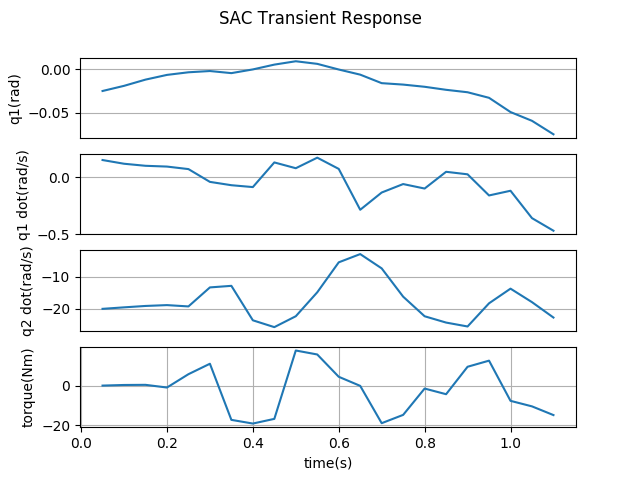 SAC Transient Response
q1(rad)
0.00
−0.05
q1 dot(rad/s)
0.0
−0.5
q2 dot(rad/s)
−10
−20
torque(Nm)
0
−20
0.0 0.2 0.4 0.6 0.8 1.0
time(s)